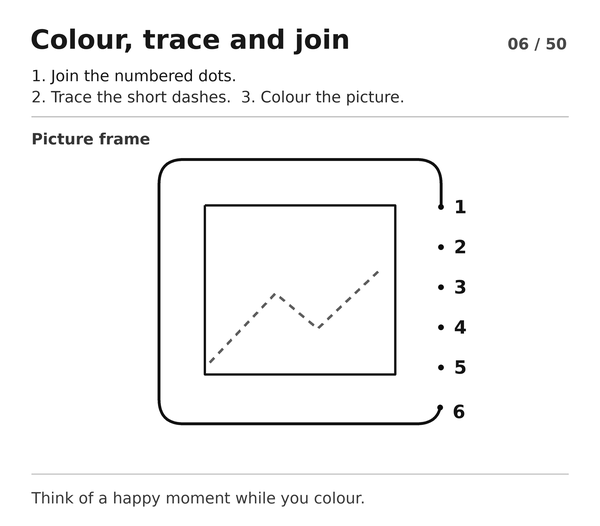 Colour, trace and join
06 / 50
1. Join the numbered dots.
2. Trace the short dashes.  3. Colour the picture.
Picture frame
1
2
3
4
5
6
Think of a happy moment while you colour.